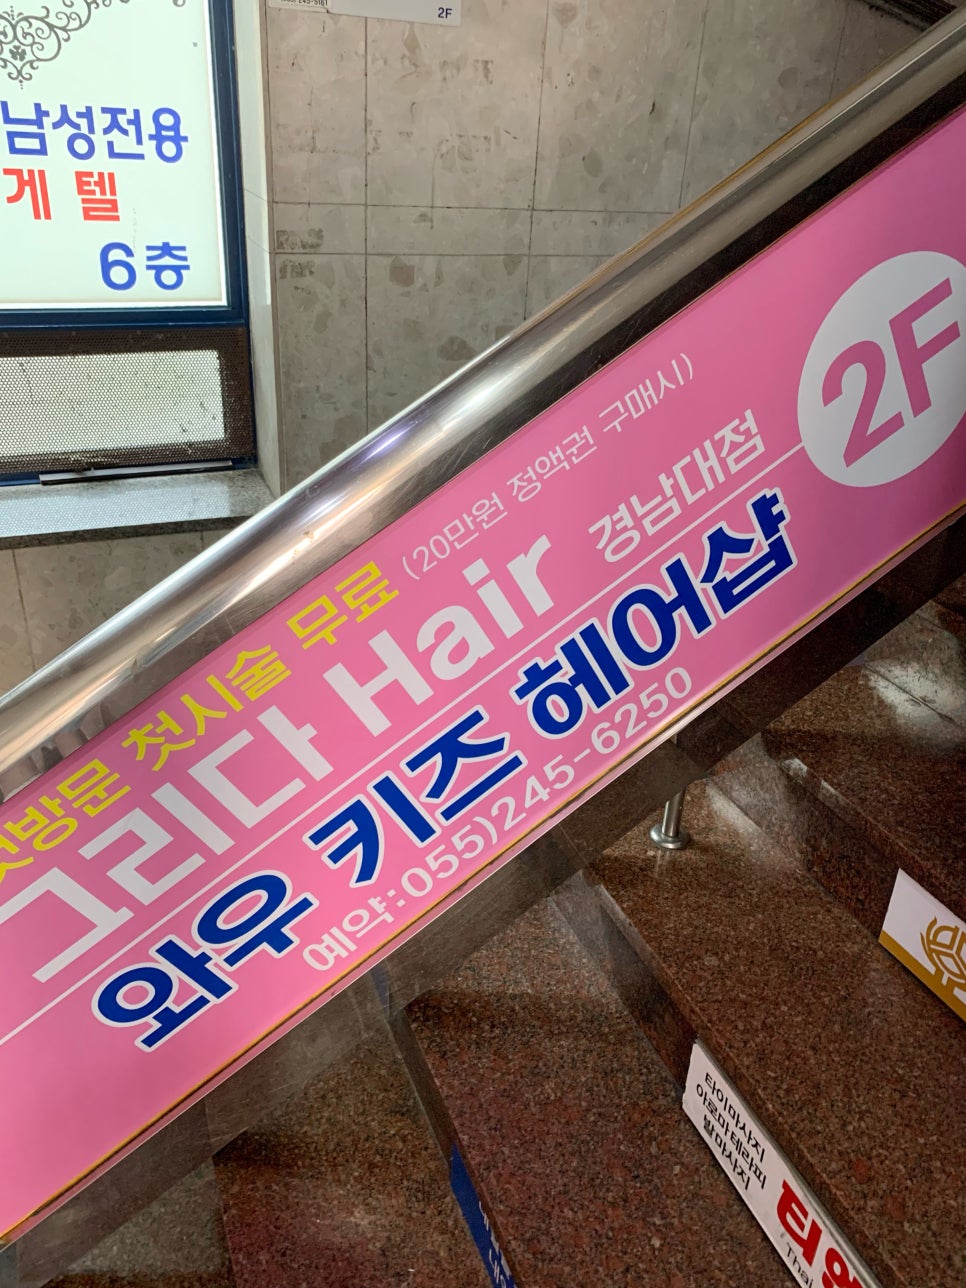 2F
남성전용
게텔
6층
2F
첫방문 첫시술 무료 (20만원 정액권 구매시)
그리다 Hair 경남대점
와우 키즈 헤어샵
예약:055)245-6250
타이마사지
아로마테라피
발마사지
Thai